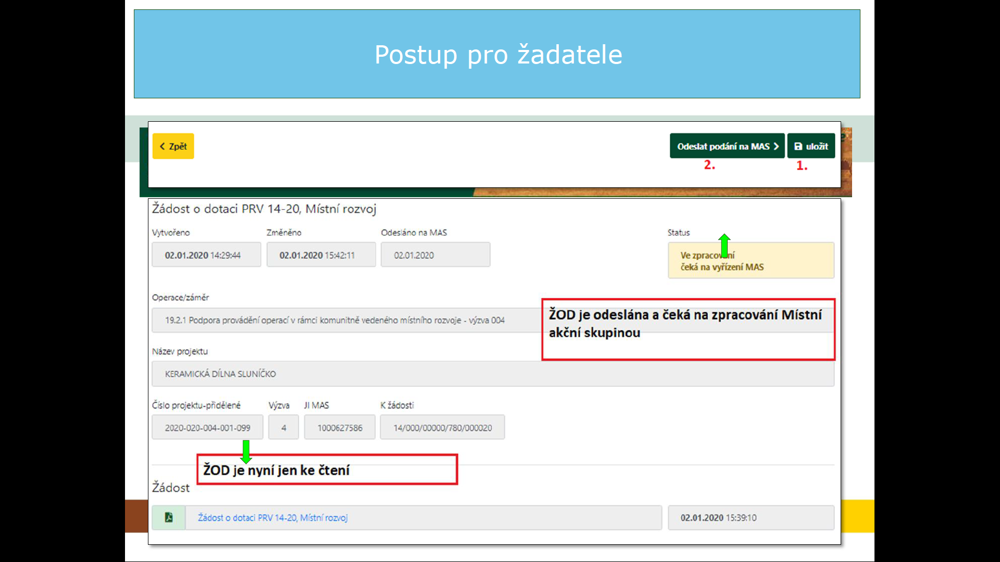 Postup pro žadatele
Zpět
Odeslat podání na MAS
uložit
2.
1.
Žádost o dotaci PRV 14-20, Místní rozvoj
Vytvořeno
Změněno
Odesláno na MAS
Status
02.01.2020 14:29:44
02.01.2020 15:42:11
02.01.2020
Ve zpracování
čeká na vyřízení MAS
Operace/záměr
19.2.1 Podpora provádění operací v rámci komunitně vedeného místního rozvoje - výzva 004
ŽOD je odeslána a čeká na zpracování Místní
akční skupinou
Název projektu
KERAMICKÁ DÍLNA SLUNÍČKO
Číslo projektu-přidělené
Výzva
JI MAS
K žádosti
2020-020-004-001-099
4
1000627586
14/000/00000/780/000020
ŽOD je nyní jen ke čtení
Žádost
Žádost o dotaci PRV 14-20, Místní rozvoj
02.01.2020 15:39:10